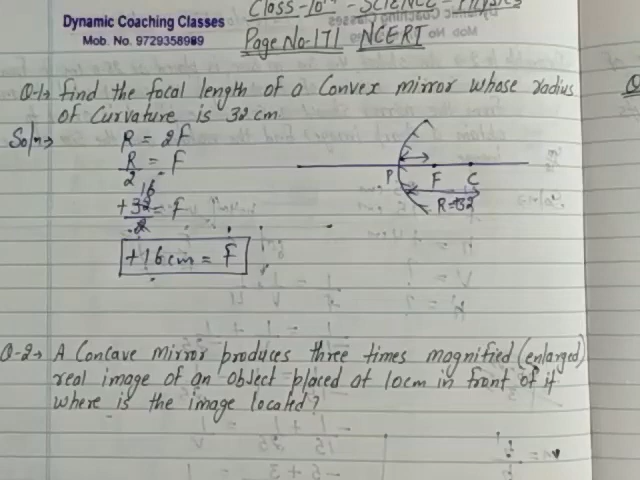 Dynamic Coaching Classes
Mob. No. 9729358989
Class-10th - SCIENCE - Physics
Page No-171 NCERT
Q-1→ Find the focal length of a Convex mirror whose radius
of Curvature is 32 cm.
Soln→
R = 2F
R/2 = F
16
+32/2 = F
+16cm = F
P F C
R=+32
Q-2→ A Concave mirror produces three times magnified (enlarged)
real image of an object placed at 10cm in front of it
where is the image located?